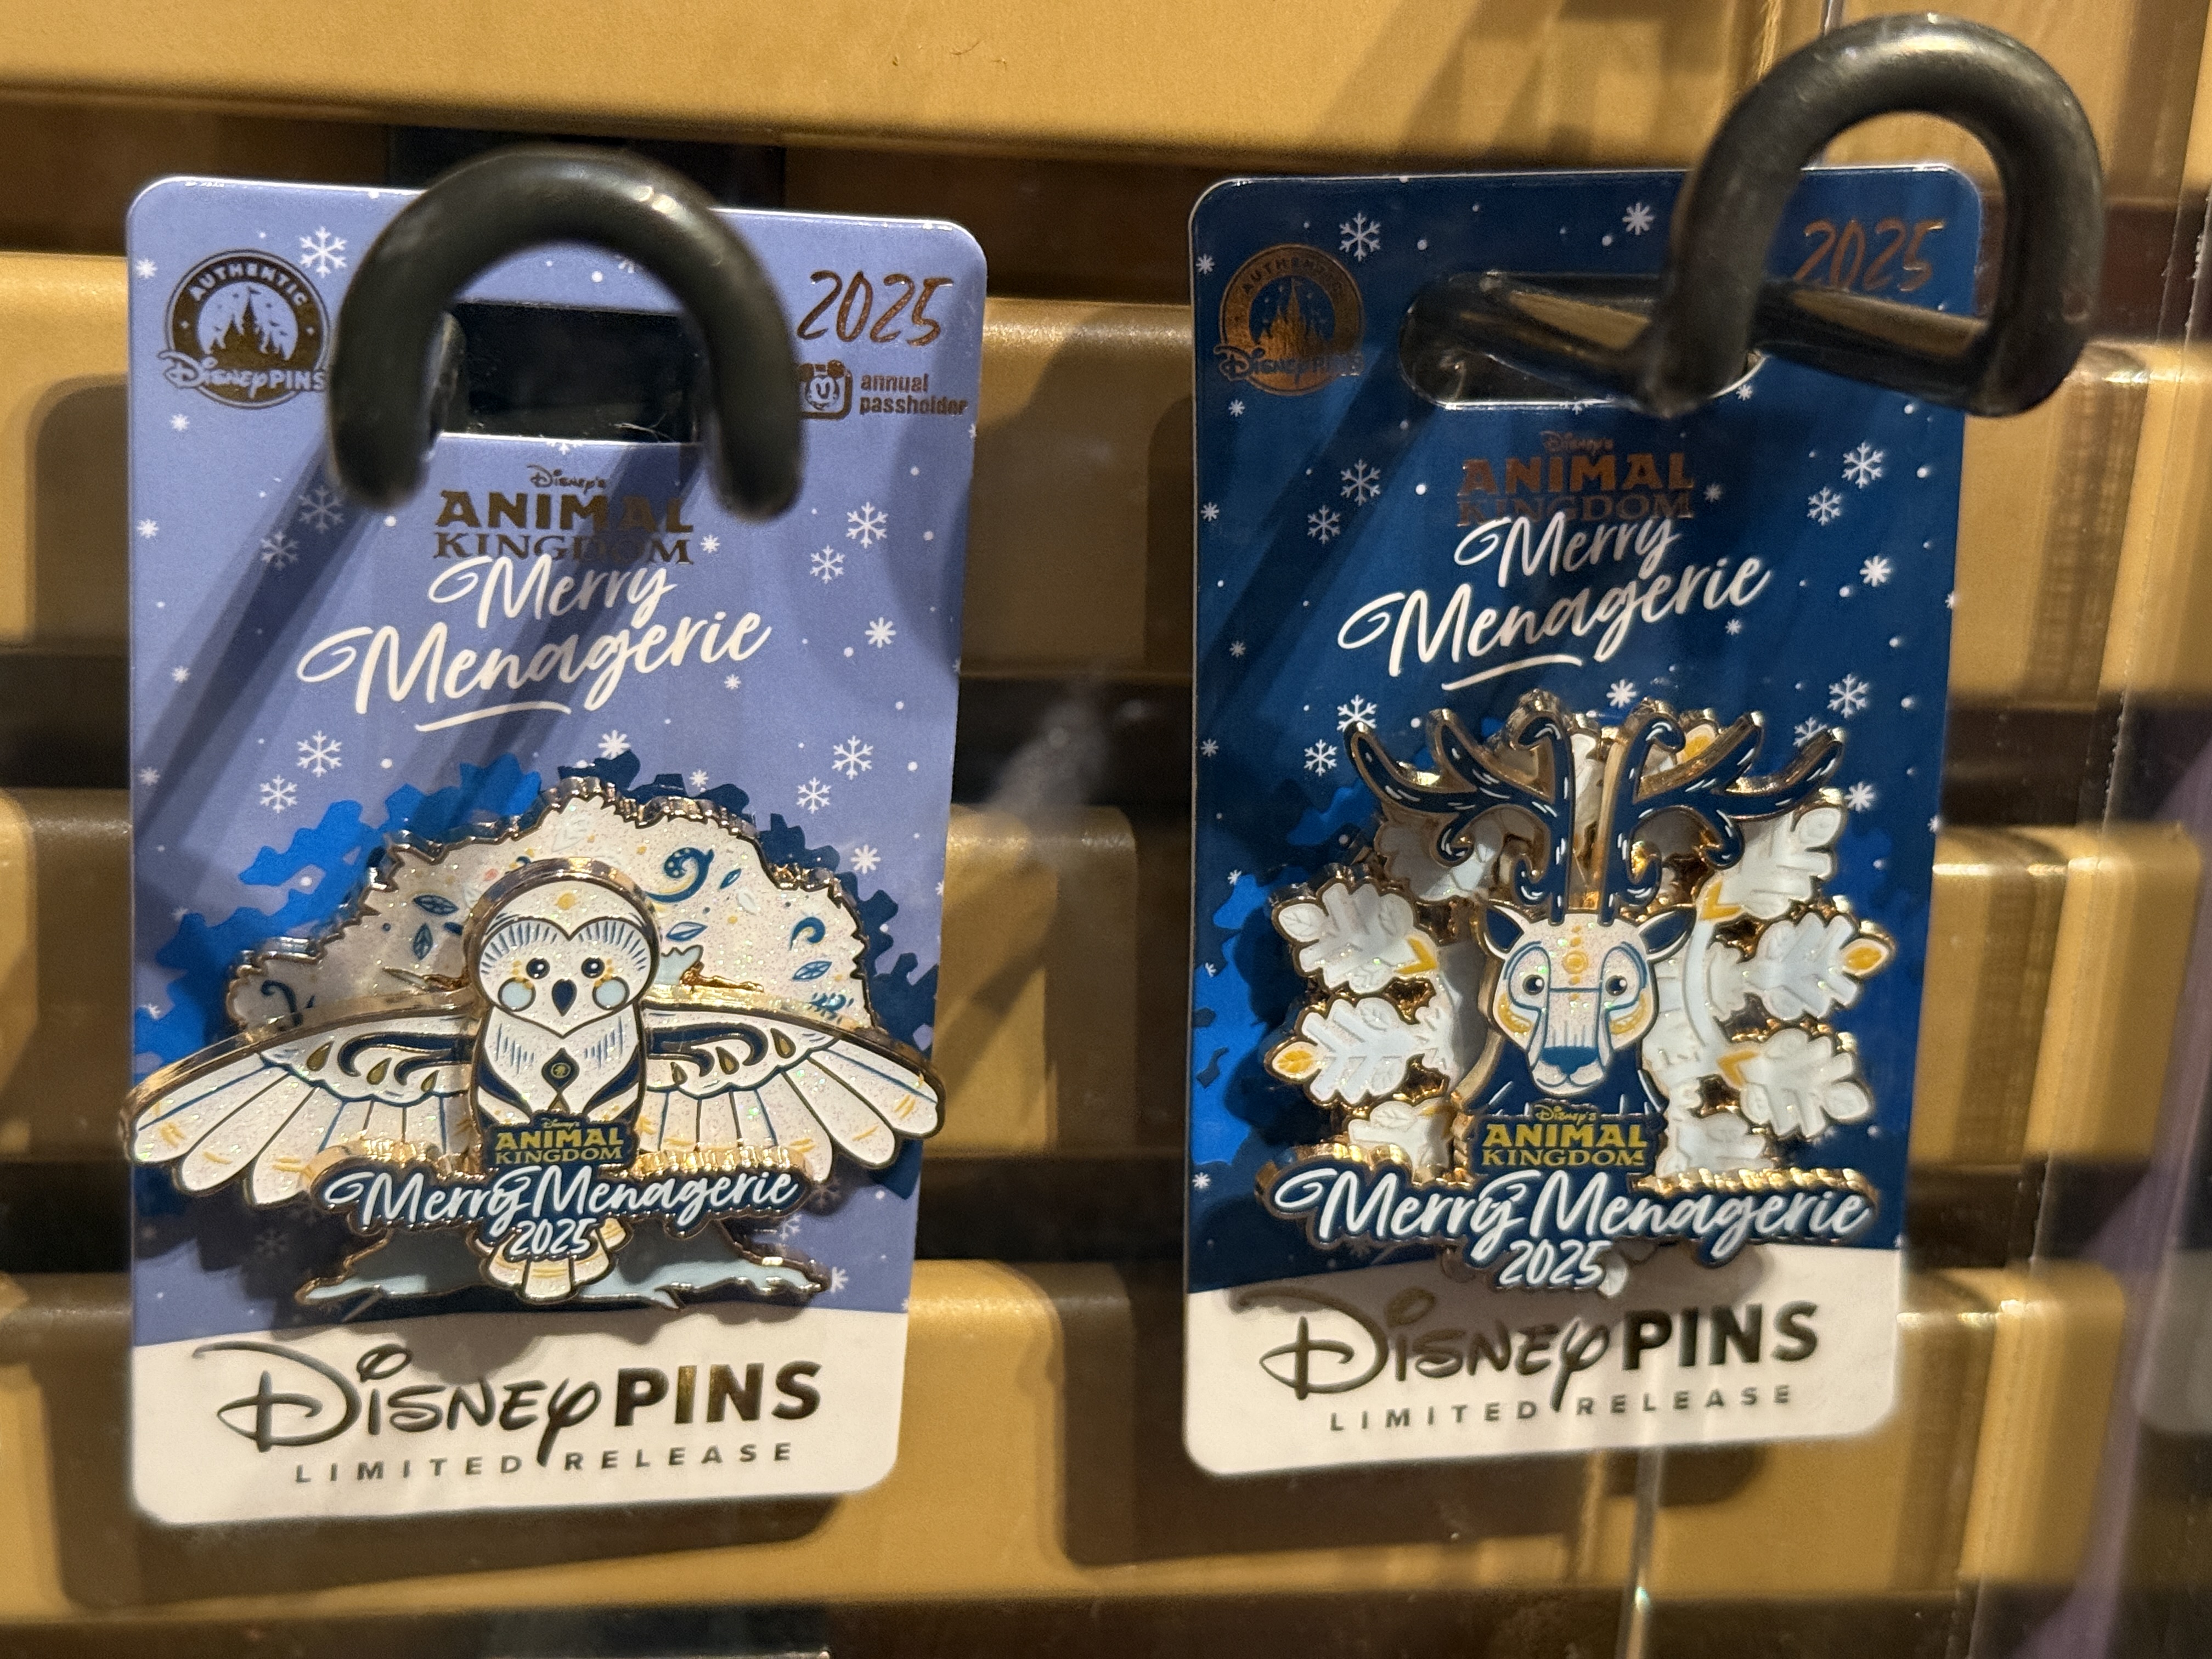 AUTHENTIC
Disney PINS
2025
annual
passholder
Disney's
ANIMAL
KINGDOM
Merry
Menagerie
Disney's
ANIMAL
KINGDOM
Merry Menagerie
2025
Disney PINS
LIMITED RELEASE
AUTHENTIC
Disney PINS
2025
Disney's
ANIMAL
KINGDOM
Merry
Menagerie
Disney's
ANIMAL
KINGDOM
Merry Menagerie
2025
Disney PINS
LIMITED RELEASE